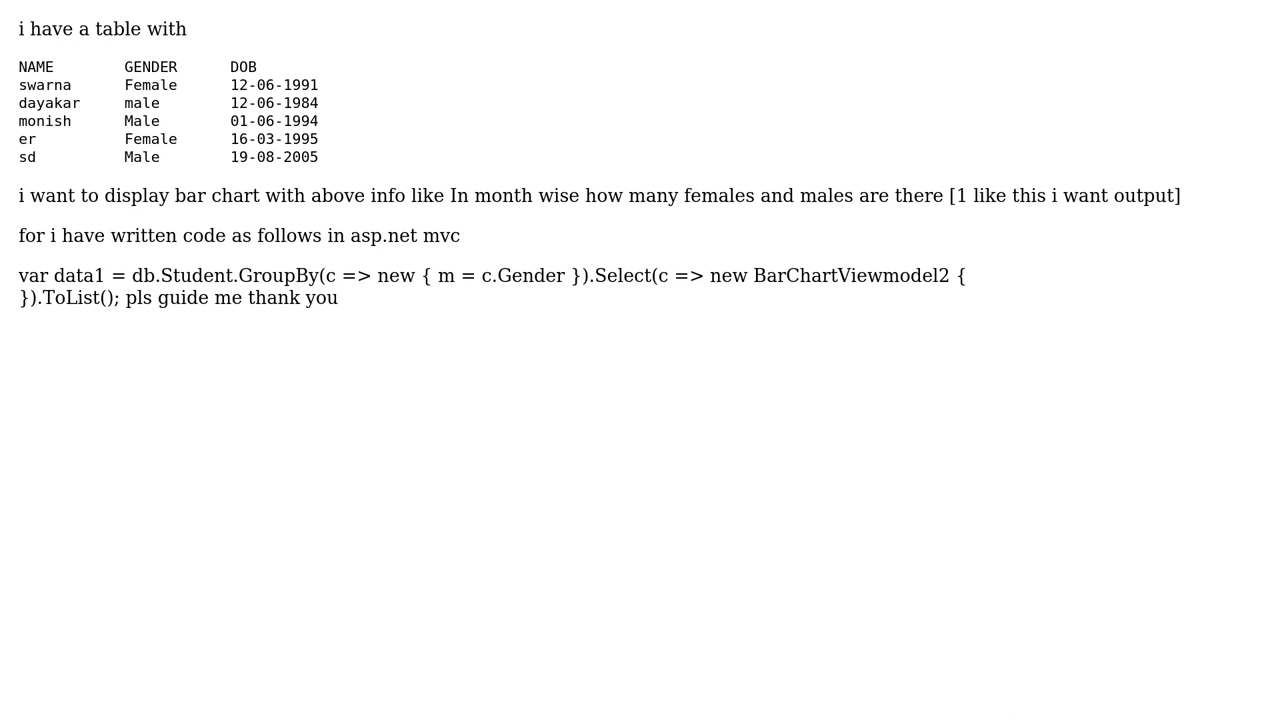 i have a table with
NAME        GENDER      DOB
swarna      Female      12-06-1991
dayakar     male        12-06-1984
monish      Male        01-06-1994
er          Female      16-03-1995
sd          Male        19-08-2005
i want to display bar chart with above info like In month wise how many females and males are there [1 like this i want output]
for i have written code as follows in asp.net mvc
var data1 = db.Student.GroupBy(c => new { m = c.Gender }).Select(c => new BarChartViewmodel2 {
}).ToList(); pls guide me thank you